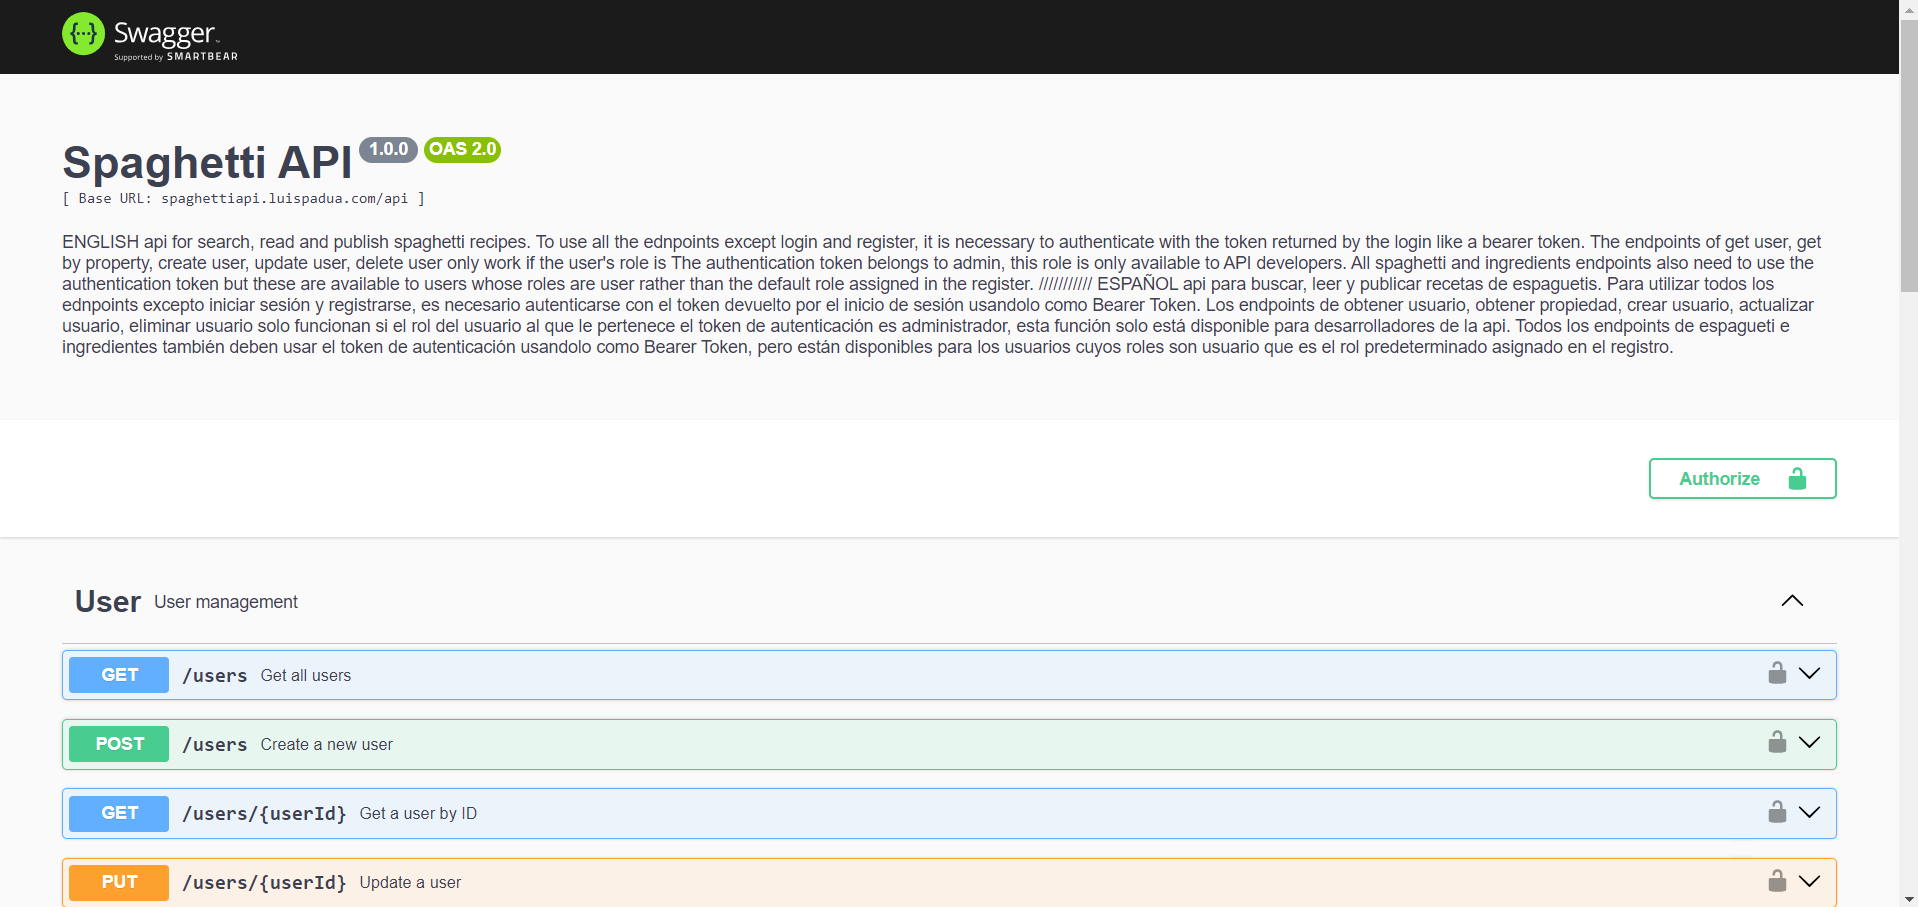 {···} Swagger™
Supported by SMARTBEAR
Spaghetti API 1.0.0 OAS 2.0
[ Base URL: spaghettiapi.luispadua.com/api ]
ENGLISH api for search, read and publish spaghetti recipes. To use all the ednpoints except login and register, it is necessary to authenticate with the token returned by the login like a bearer token. The endpoints of get user, get
by property, create user, update user, delete user only work if the user's role is The authentication token belongs to admin, this role is only available to API developers. All spaghetti and ingredients endpoints also need to use the
authentication token but these are available to users whose roles are user rather than the default role assigned in the register. /////////// ESPAÑOL api para buscar, leer y publicar recetas de espaguetis. Para utilizar todos los
ednpoints excepto iniciar sesión y registrarse, es necesario autenticarse con el token devuelto por el inicio de sesión usandolo como Bearer Token. Los endpoints de obtener usuario, obtener propiedad, crear usuario, actualizar
usuario, eliminar usuario solo funcionan si el rol del usuario al que le pertenece el token de autenticación es administrador, esta función solo está disponible para desarrolladores de la api. Todos los endpoints de espagueti e
ingredientes también deben usar el token de autenticación usandolo como Bearer Token, pero están disponibles para los usuarios cuyos roles son usuario que es el rol predeterminado asignado en el registro.
Authorize
User User management
GET /users Get all users
POST /users Create a new user
GET /users/{userId} Get a user by ID
PUT /users/{userId} Update a user